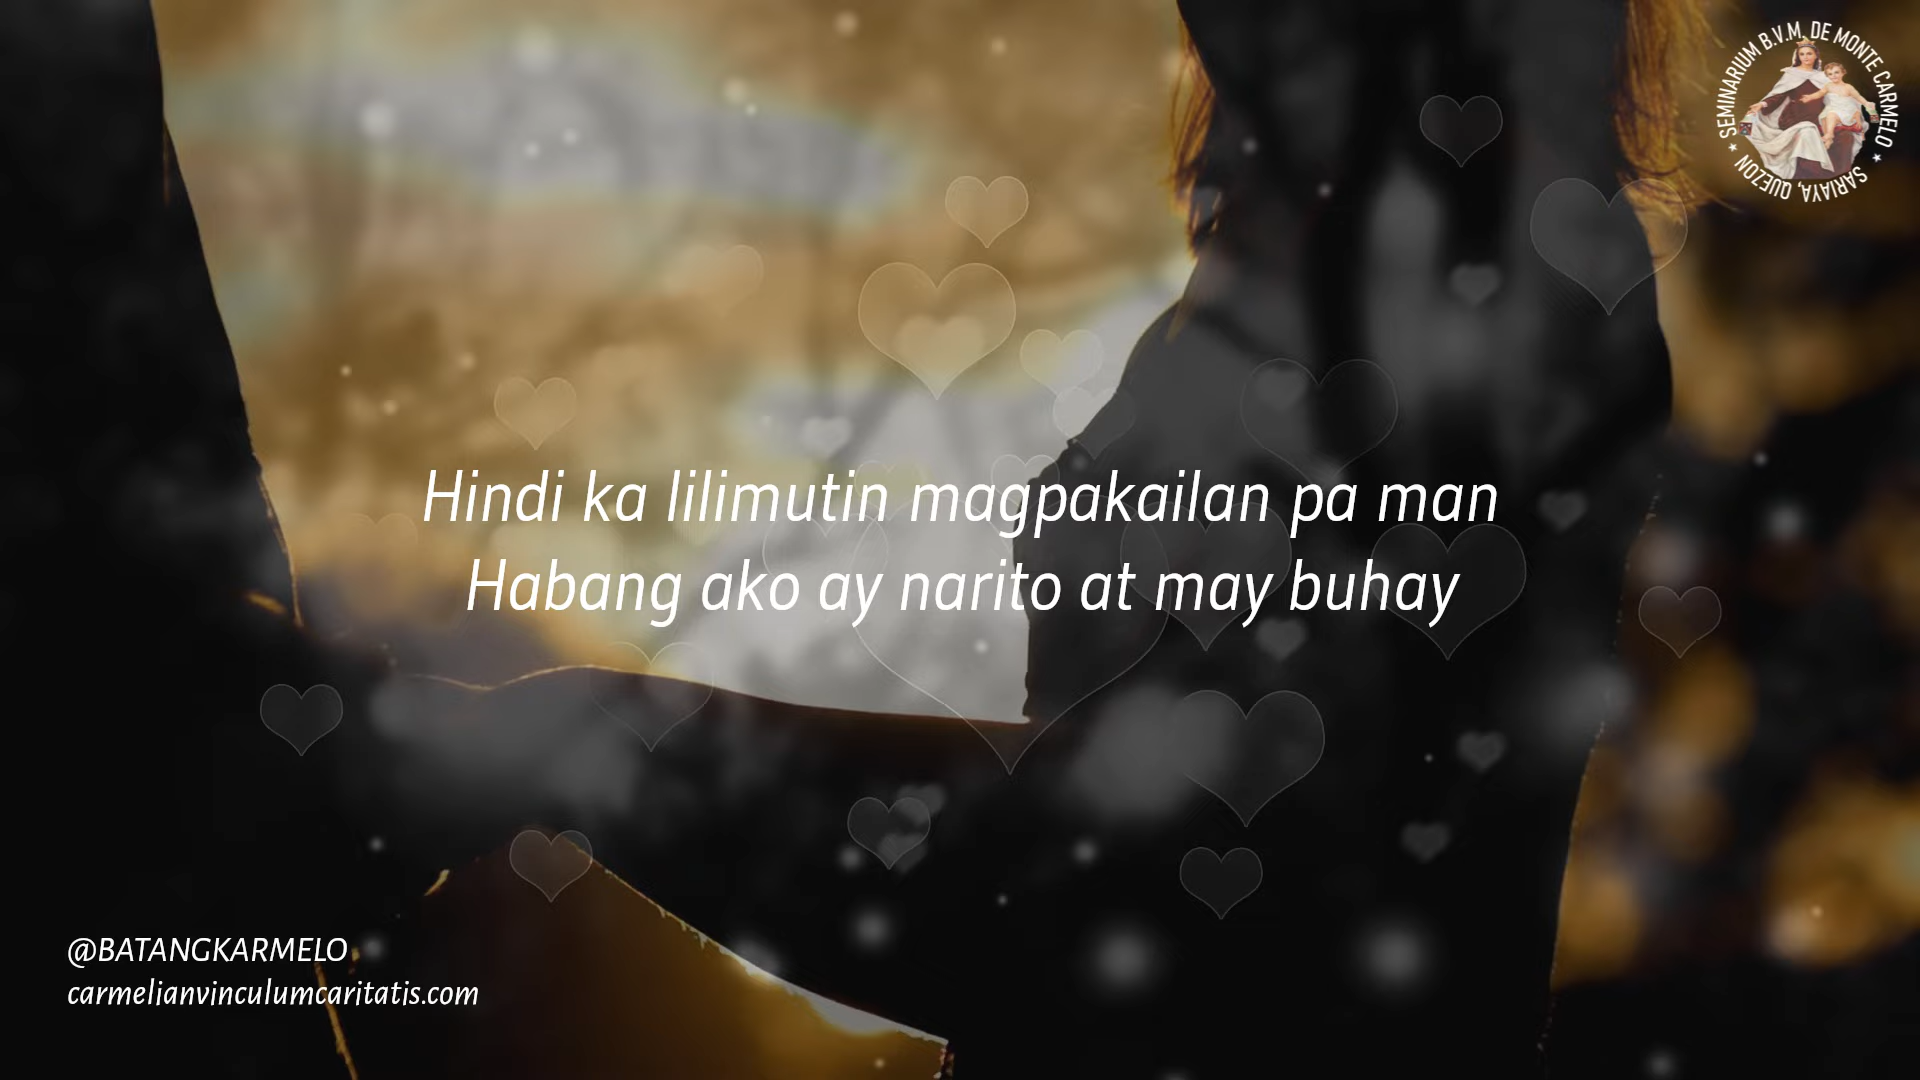 SEMINARIUM B.V.M. DE MONTE CARMELO
★ SARIAYA, QUEZON ★
Hindi ka lilimutin magpakailan pa man
Habang ako ay narito at may buhay
@BATANGKARMELO
carmelianvinculumcaritatis.com